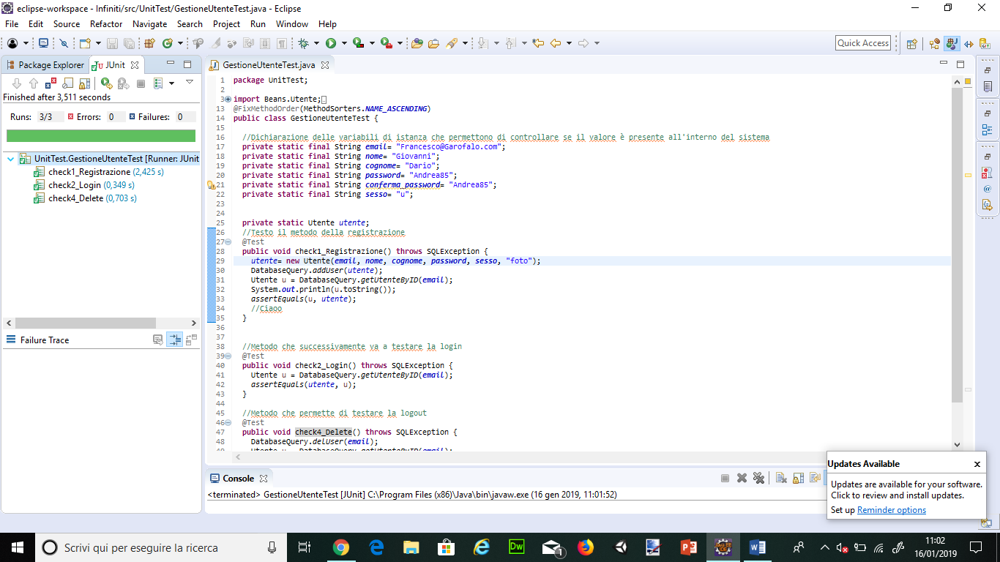 eclipse-workspace - Infiniti/src/UnitTest/GestioneUtenteTest.java - Eclipse
File Edit Source Refactor Navigate Search Project Run Window Help
Quick Access
Package Explorer JUnit
Finished after 3,511 seconds
Runs: 3/3 Errors: 0 Failures: 0
UnitTest.GestioneUtenteTest [Runner: JUnit
check1_Registrazione (2,425 s)
check2_Login (0,349 s)
check4_Delete (0,703 s)
Failure Trace
GestioneUtenteTest.java
1 package UnitTest;
2
3 import Beans.Utente;
13 @FixMethodOrder(MethodSorters.NAME_ASCENDING)
14 public class GestioneUtenteTest {
15
16 //Dichiarazione delle variabili di istanza che permettono di controllare se il valore è presente all'interno del sistema
17 private static final String email= "Francesco@Garofalo.com";
18 private static final String nome= "Giovanni";
19 private static final String cognome= "Dario";
20 private static final String password= "Andrea85";
21 private static final String conferma_password= "Andrea85";
22 private static final String sesso= "u";
23
24
25 private static Utente utente;
26 //Testo il metodo della registrazione
27 @Test
28 public void check1_Registrazione() throws SQLException {
29 utente= new Utente(email, nome, cognome, password, sesso, "foto");
30 DatabaseQuery.addUser(utente);
31 Utente u = DatabaseQuery.getUtenteByID(email);
32 System.out.println(u.toString());
33 assertEquals(u, utente);
34 //Ciaoo
35 }
36
37
38 //Metodo che successivamente va a testare la login
39 @Test
40 public void check2_Login() throws SQLException {
41 Utente u = DatabaseQuery.getUtenteByID(email);
42 assertEquals(utente, u);
43 }
44
45 //Metodo che permette di testare la logout
46 @Test
47 public void check4_Delete() throws SQLException {
48 DatabaseQuery.delUser(email);
49 Utente u = DatabaseQuery.getUtenteByID(email);
Console
<terminated> GestioneUtenteTest [JUnit] C:\Program Files (x86)\Java\bin\javaw.exe (16 gen 2019, 11:01:52)
Updates Available
Updates are available for your software.
Click to review and install updates.
Set up Reminder options
Scrivi qui per eseguire la ricerca
11:02
16/01/2019